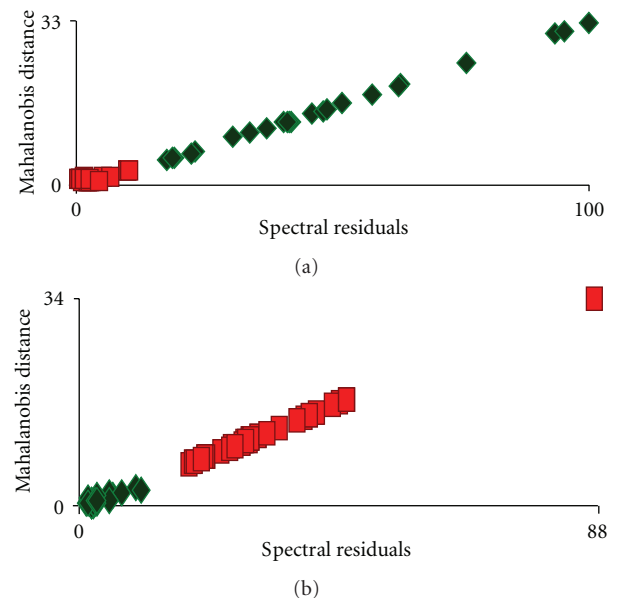 33
Mahalanobis distance
0
0
100
Spectral residuals
(a)
34
Mahalanobis distance
0
0
88
Spectral residuals
(b)